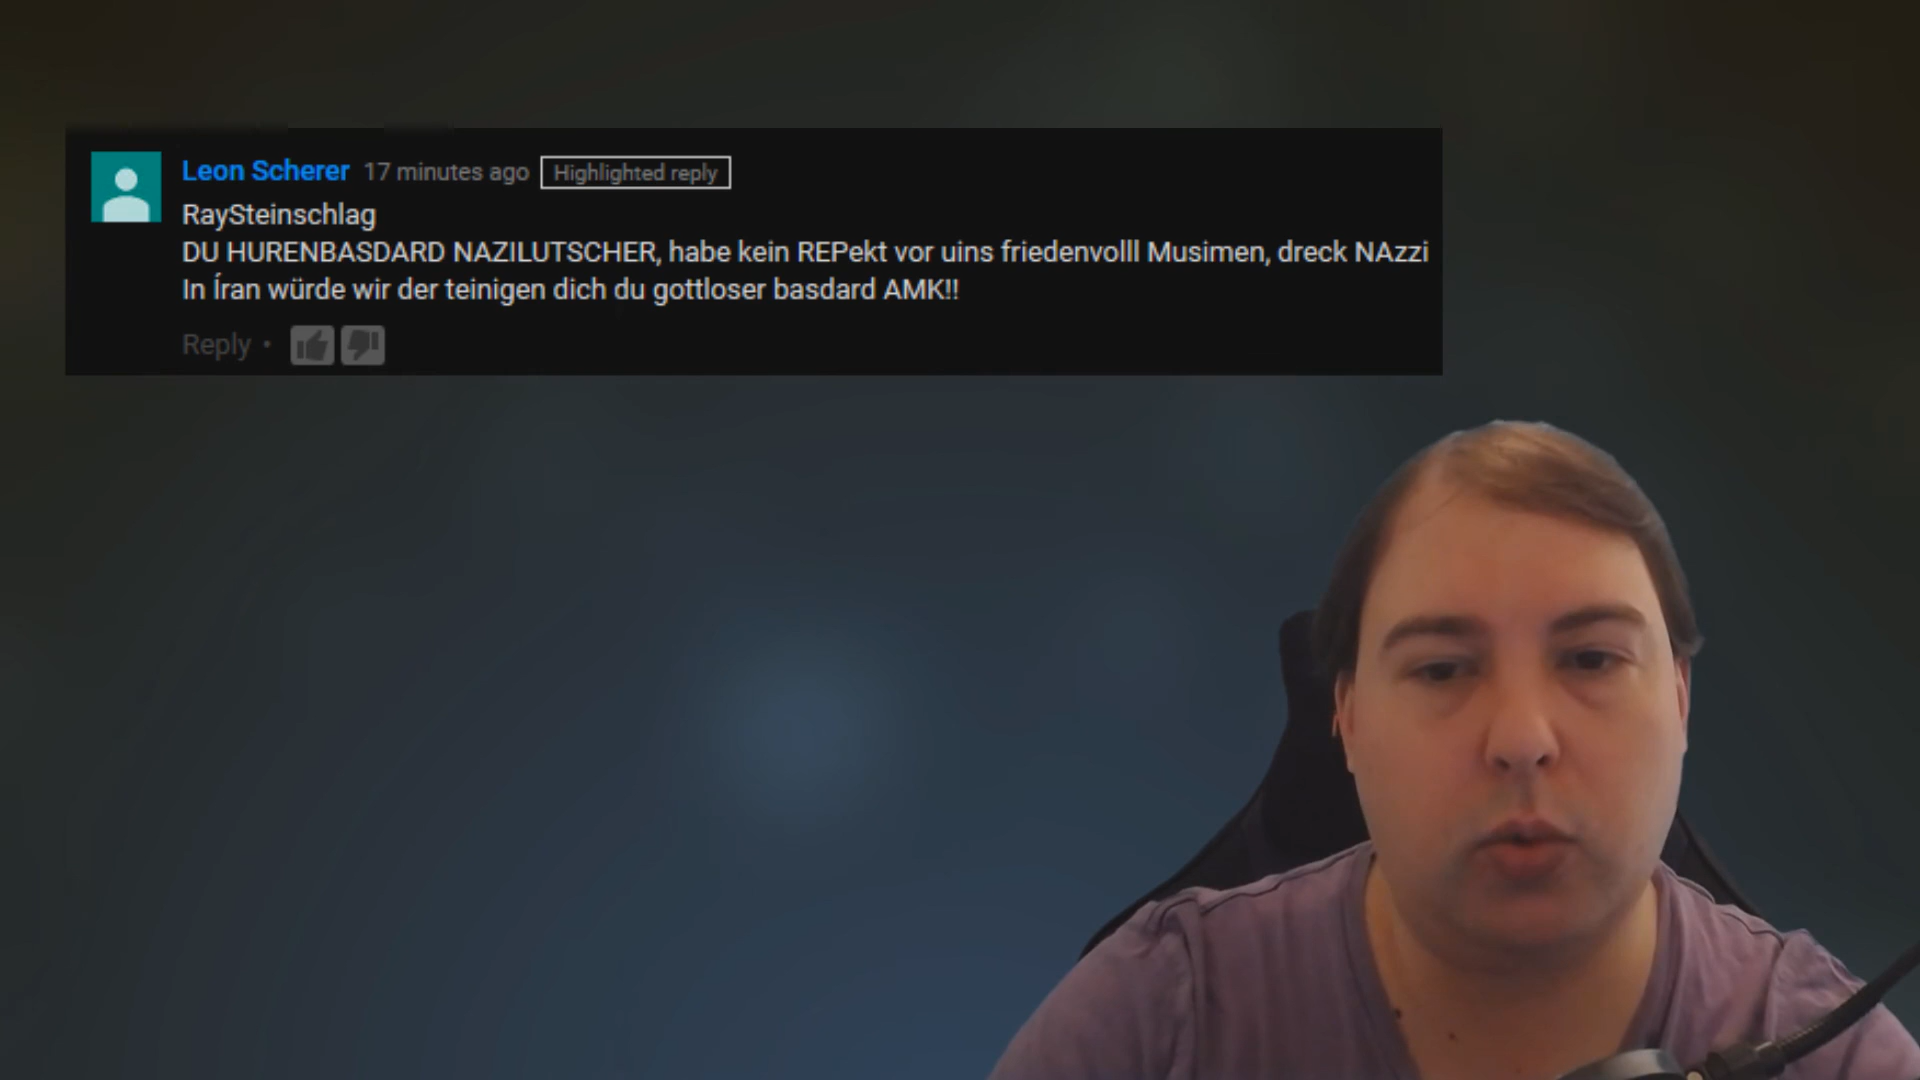 Leon Scherer 17 minutes ago Highlighted reply
RaySteinschlag
DU HURENBASDARD NAZILUTSCHER, habe kein REPekt vor uins friedenvolll Musimen, dreck NAzzi
In Íran würde wir der teinigen dich du gottloser basdard AMK!!
Reply •